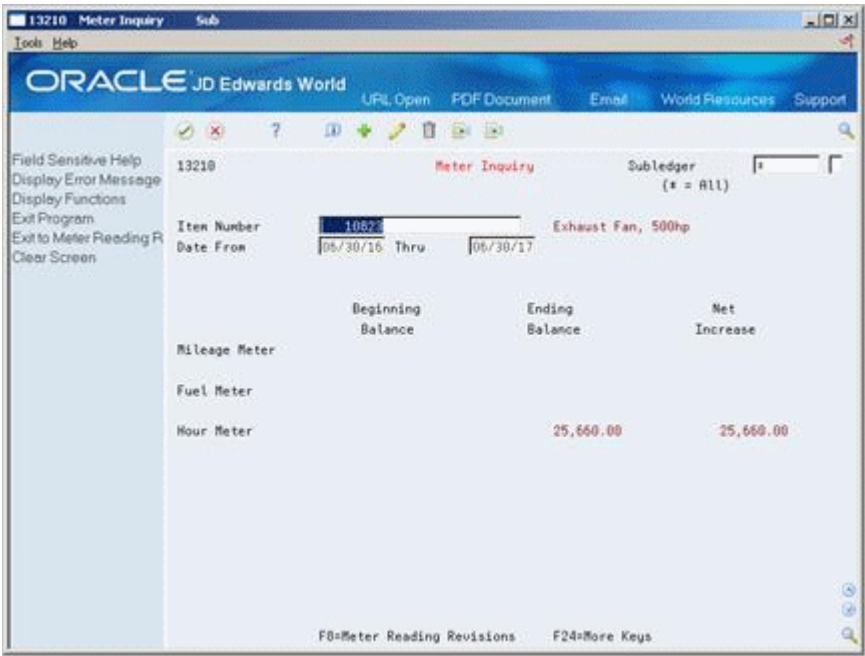 13210 Meter Inquiry Sub
Tools Help
ORACLE JD Edwards World
URL Open PDF Document Email World Resources Support
?
Field Sensitive Help
Display Error Message
Display Functions
Exit Program
Exit to Meter Reading R
Clear Screen
13210 Meter Inquiry Subledger *
(* = All)
Item Number 10823 Exhaust Fan, 500hp
Date From 06/30/16 Thru 06/30/17
Beginning Ending Net
Balance Balance Increase
Mileage Meter
Fuel Meter
Hour Meter 25,660.00 25,660.00
F8=Meter Reading Revisions F24=More Keys